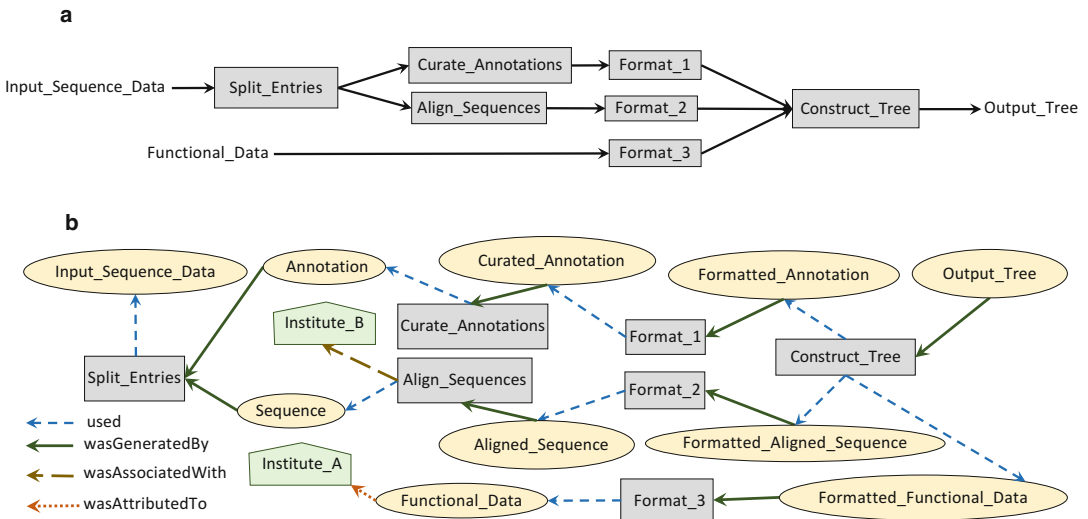 a
Input_Sequence_Data
Split_Entries
Curate_Annotations
Format_1
Align_Sequences
Format_2
Construct_Tree
Output_Tree
Functional_Data
Format_3
b
Input_Sequence_Data
Annotation
Curated_Annotation
Formatted_Annotation
Output_Tree
Institute_B
Curate_Annotations
Format_1
Construct_Tree
Split_Entries
Align_Sequences
Format_2
Sequence
Aligned_Sequence
Formatted_Aligned_Sequence
used
wasGeneratedBy
wasAssociatedWith
wasAttributedTo
Institute_A
Functional_Data
Format_3
Formatted_Functional_Data